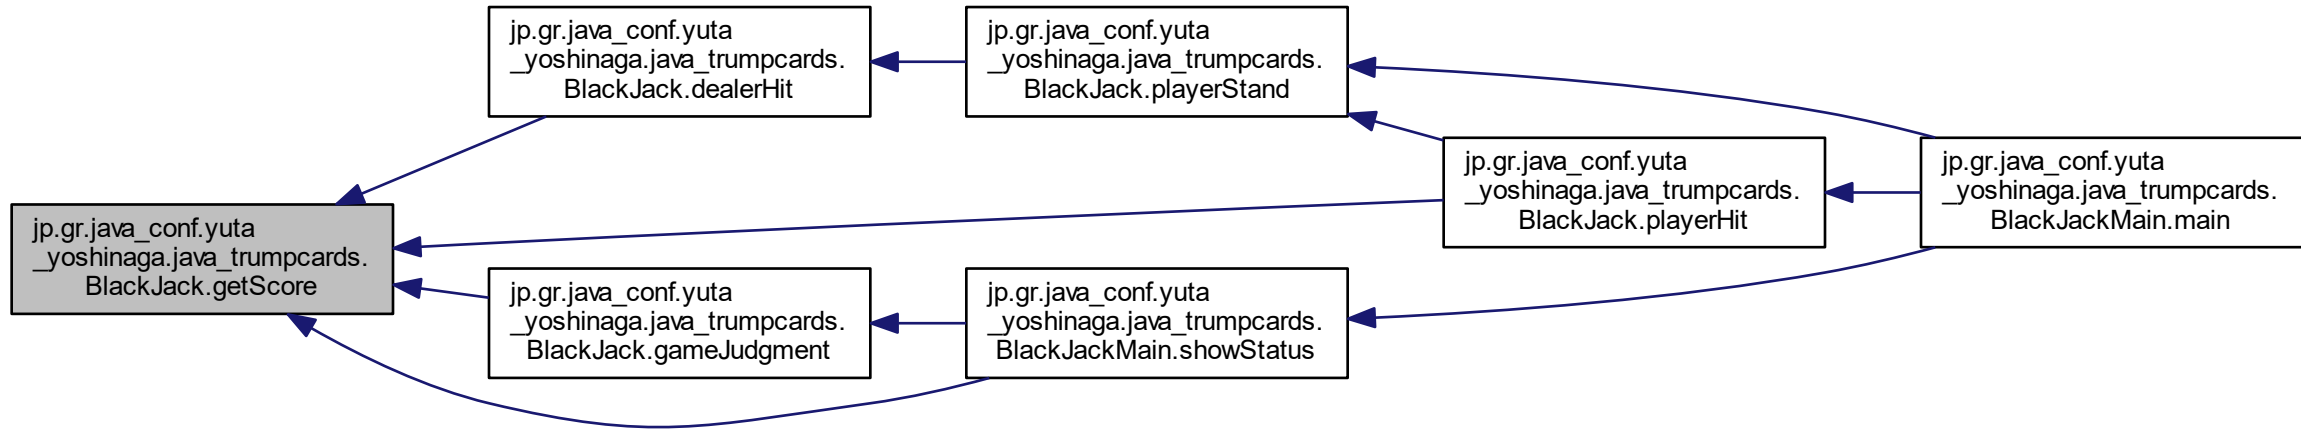 jp.gr.java_conf.yuta
_yoshinaga.java_trumpcards.
BlackJack.getScore
jp.gr.java_conf.yuta
_yoshinaga.java_trumpcards.
BlackJack.dealerHit
jp.gr.java_conf.yuta
_yoshinaga.java_trumpcards.
BlackJack.playerStand
jp.gr.java_conf.yuta
_yoshinaga.java_trumpcards.
BlackJack.playerHit
jp.gr.java_conf.yuta
_yoshinaga.java_trumpcards.
BlackJackMain.main
jp.gr.java_conf.yuta
_yoshinaga.java_trumpcards.
BlackJack.gameJudgment
jp.gr.java_conf.yuta
_yoshinaga.java_trumpcards.
BlackJackMain.showStatus